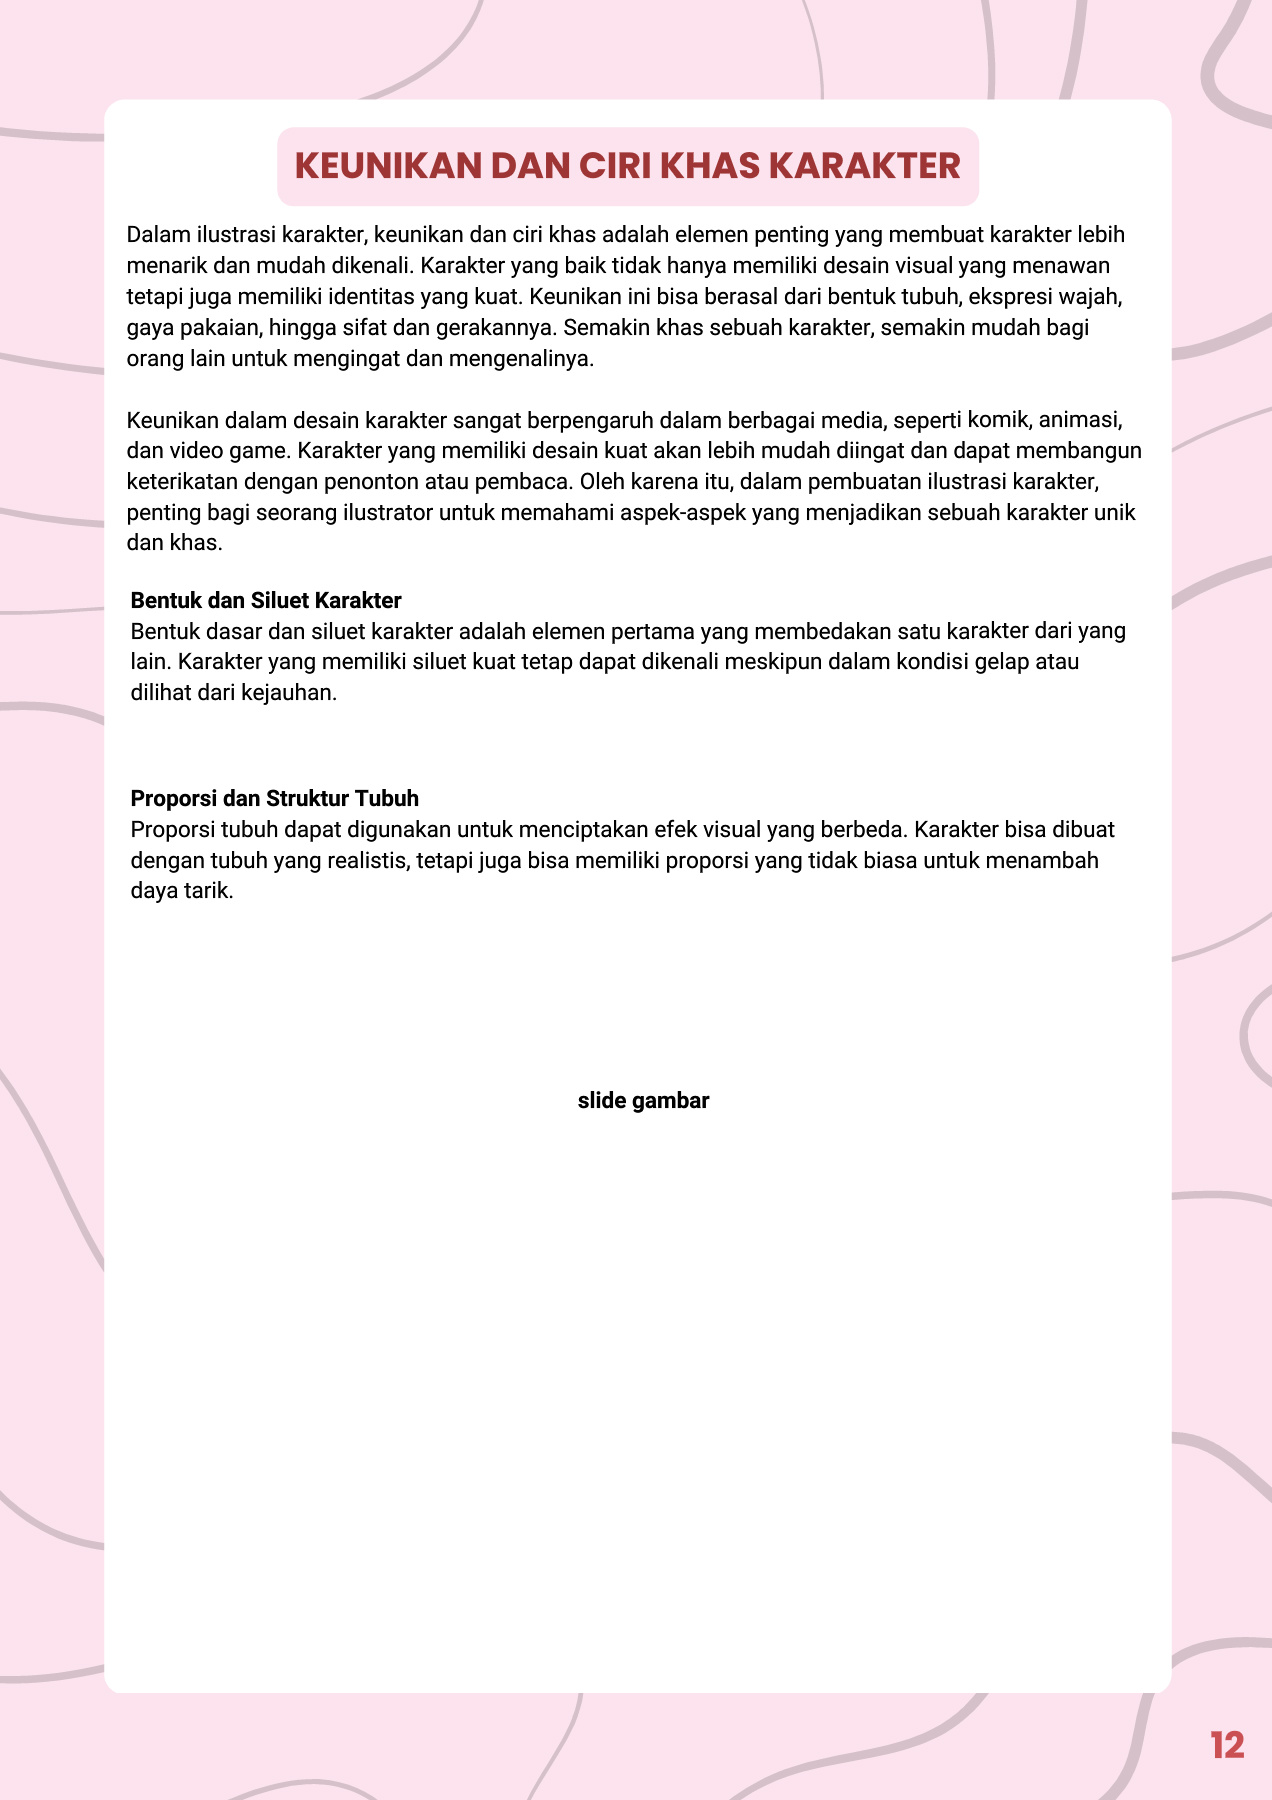 KEUNIKAN DAN CIRI KHAS KARAKTER
Dalam ilustrasi karakter, keunikan dan ciri khas adalah elemen penting yang membuat karakter lebih
menarik dan mudah dikenali. Karakter yang baik tidak hanya memiliki desain visual yang menawan
tetapi juga memiliki identitas yang kuat. Keunikan ini bisa berasal dari bentuk tubuh, ekspresi wajah,
gaya pakaian, hingga sifat dan gerakannya. Semakin khas sebuah karakter, semakin mudah bagi
orang lain untuk mengingat dan mengenalinya.
Keunikan dalam desain karakter sangat berpengaruh dalam berbagai media, seperti komik, animasi,
dan video game. Karakter yang memiliki desain kuat akan lebih mudah diingat dan dapat membangun
keterikatan dengan penonton atau pembaca. Oleh karena itu, dalam pembuatan ilustrasi karakter,
penting bagi seorang ilustrator untuk memahami aspek-aspek yang menjadikan sebuah karakter unik
dan khas.
Bentuk dan Siluet Karakter
Bentuk dasar dan siluet karakter adalah elemen pertama yang membedakan satu karakter dari yang
lain. Karakter yang memiliki siluet kuat tetap dapat dikenali meskipun dalam kondisi gelap atau
dilihat dari kejauhan.
Proporsi dan Struktur Tubuh
Proporsi tubuh dapat digunakan untuk menciptakan efek visual yang berbeda. Karakter bisa dibuat
dengan tubuh yang realistis, tetapi juga bisa memiliki proporsi yang tidak biasa untuk menambah
daya tarik.
slide gambar
12